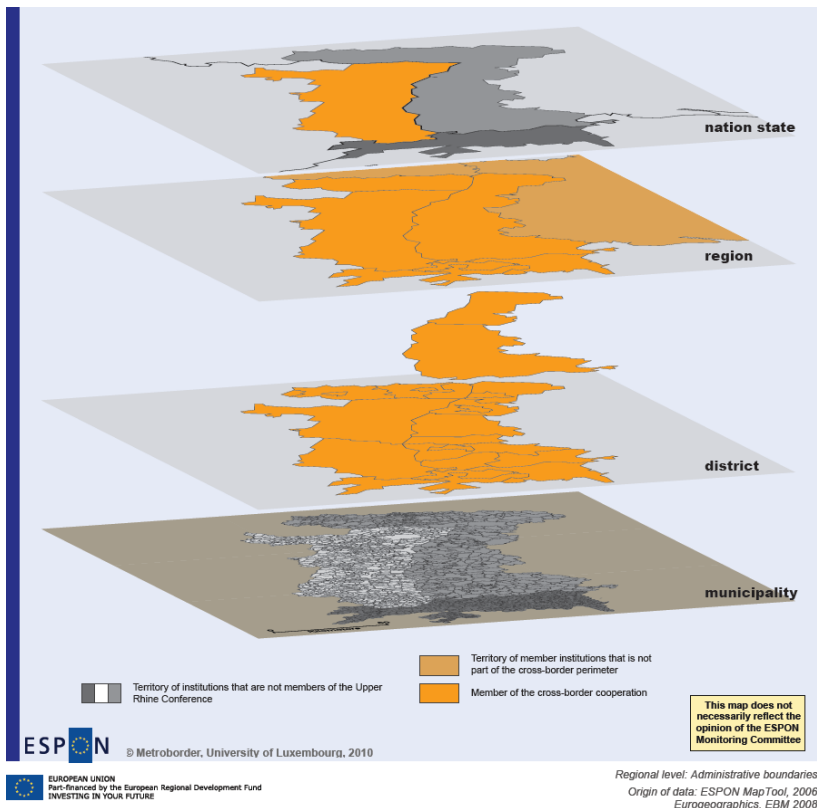 nation state
region
district
municipality
Territory of institutions that are not members of the Upper
Rhine Conference
Territory of member institutions that is not
part of the cross-border perimeter
Member of the cross-border cooperation
This map does not
necessarily reflect the
opinion of the ESPON
Monitoring Committee
ESPON
© Metroborder, University of Luxembourg, 2010
EUROPEAN UNION
Part-financed by the European Regional Development Fund
INVESTING IN YOUR FUTURE
Regional level: Administrative boundaries
Origin of data: ESPON MapTool, 2006
Eurogeographics, EBM 2008